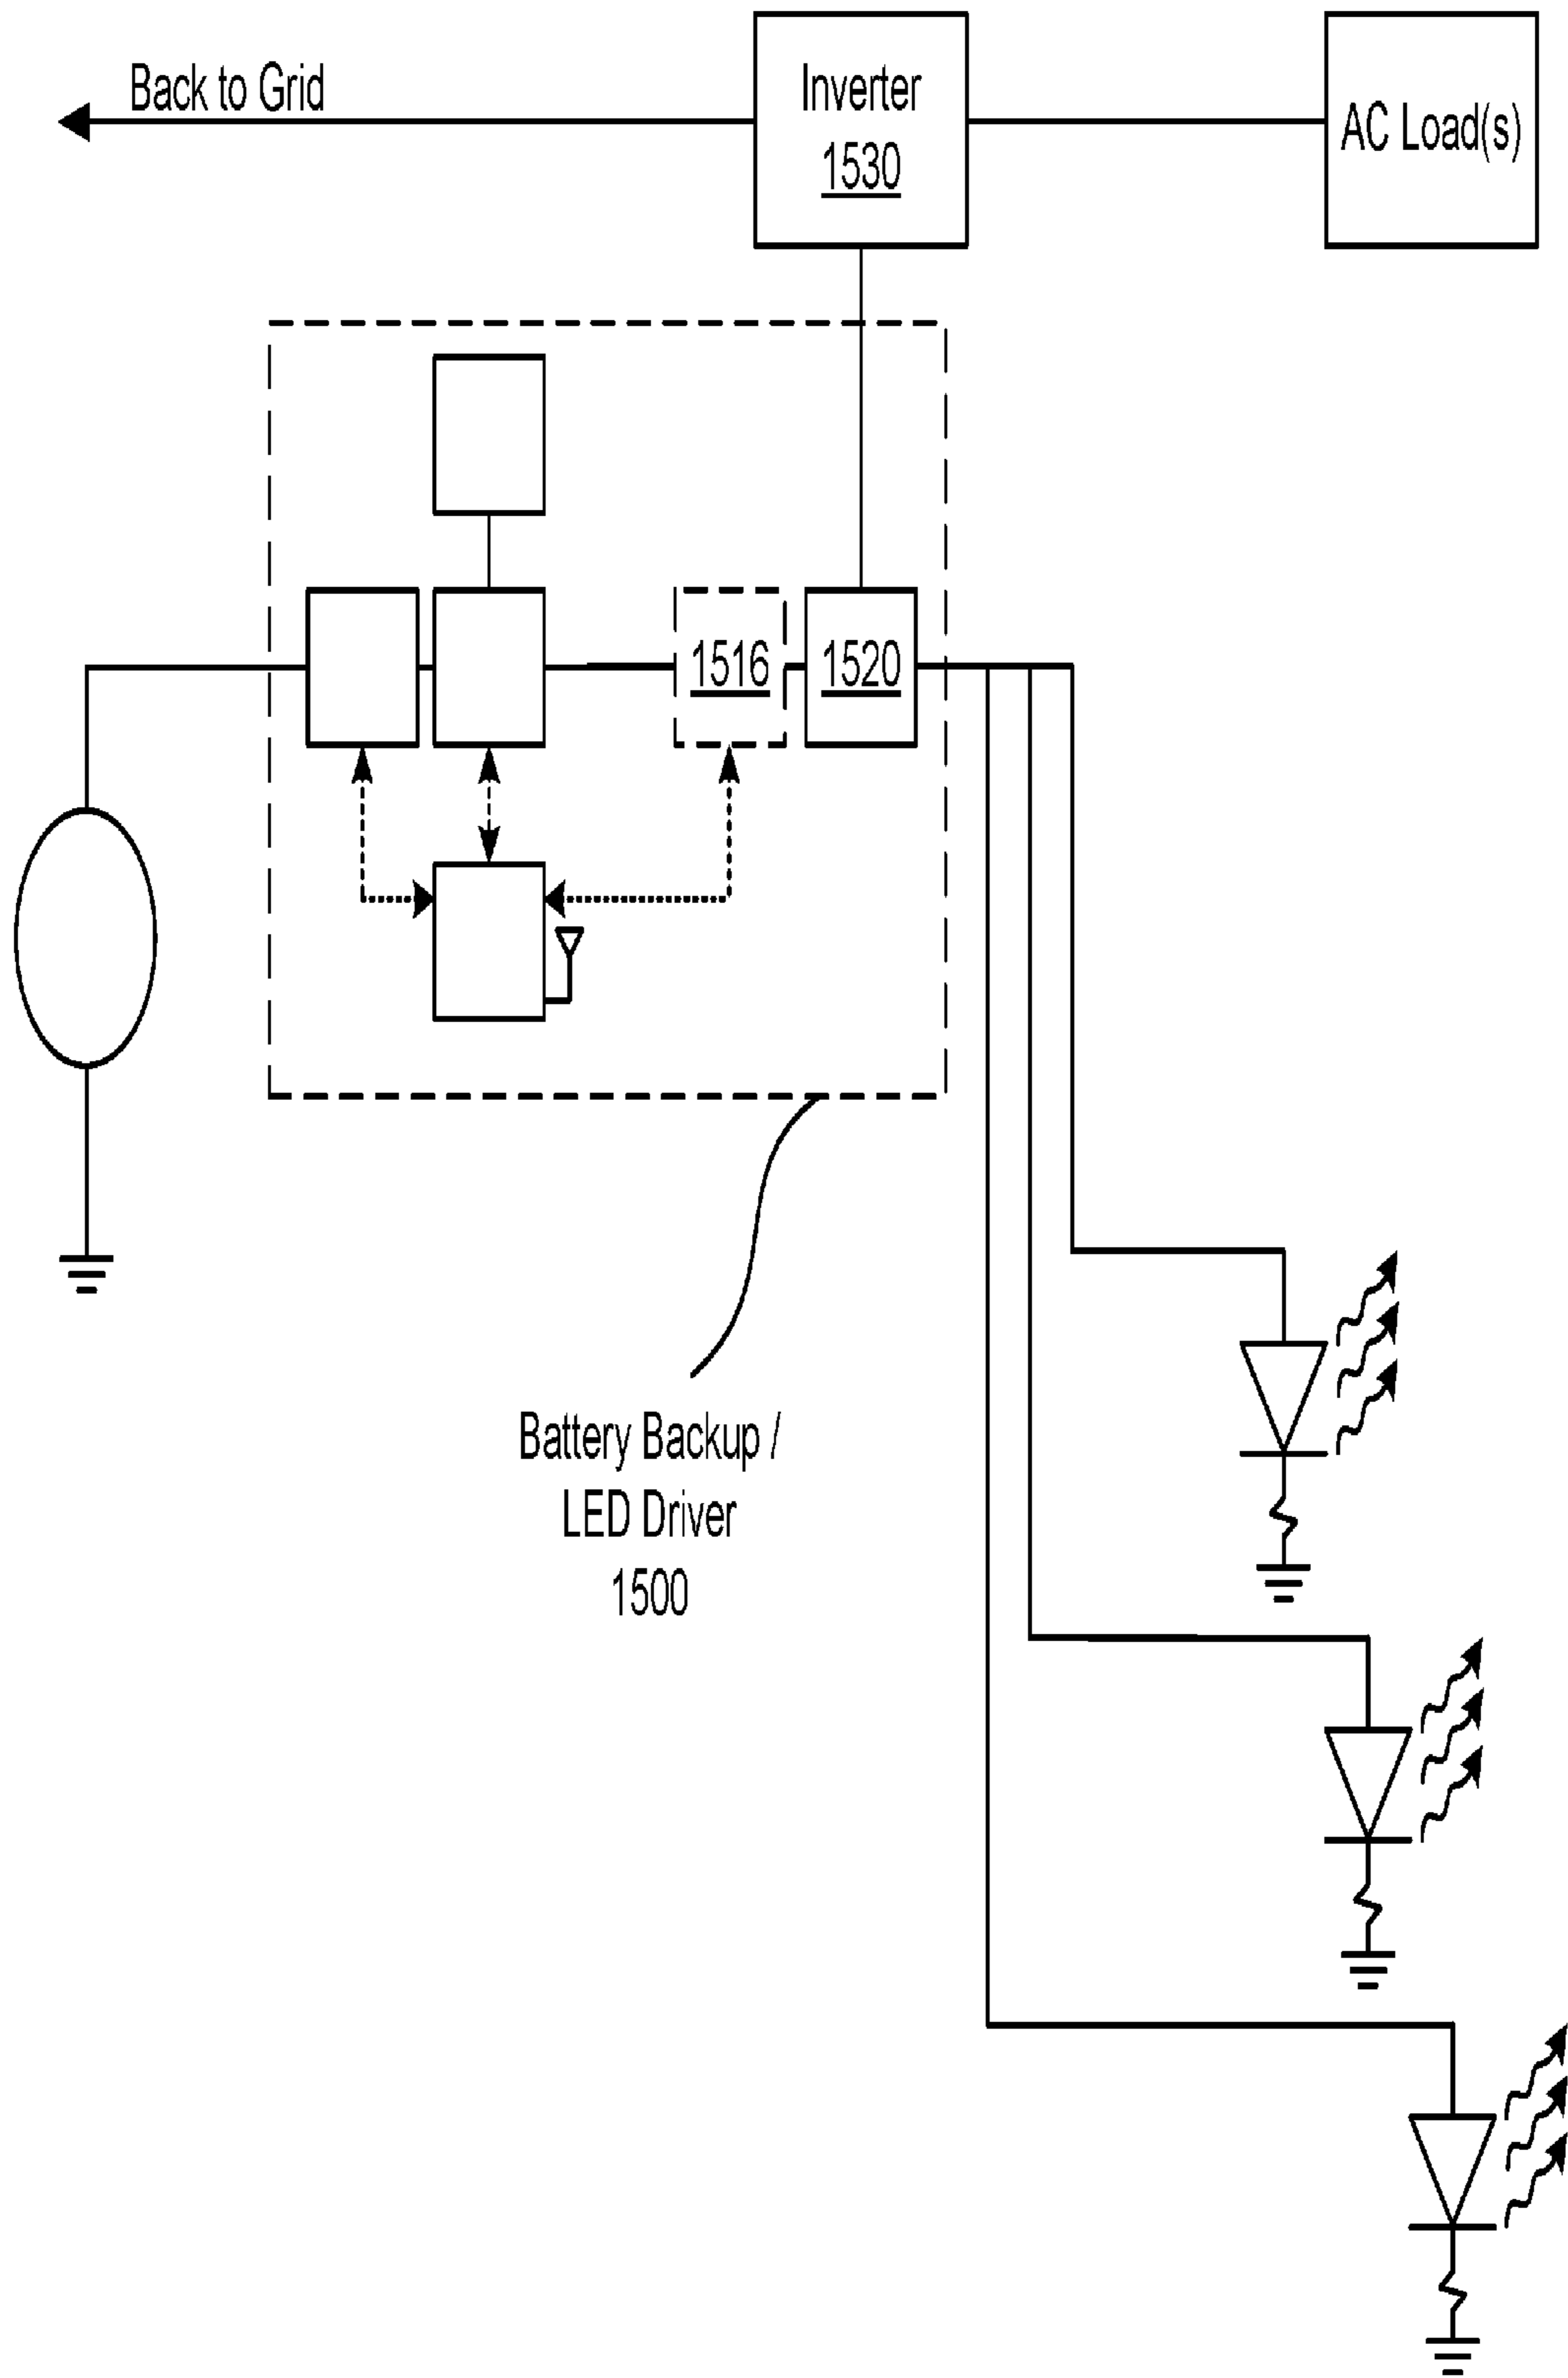 Back to Grid
Inverter
1530
AC Load(s)
1516
1520
Battery Backup /
LED Driver
1500